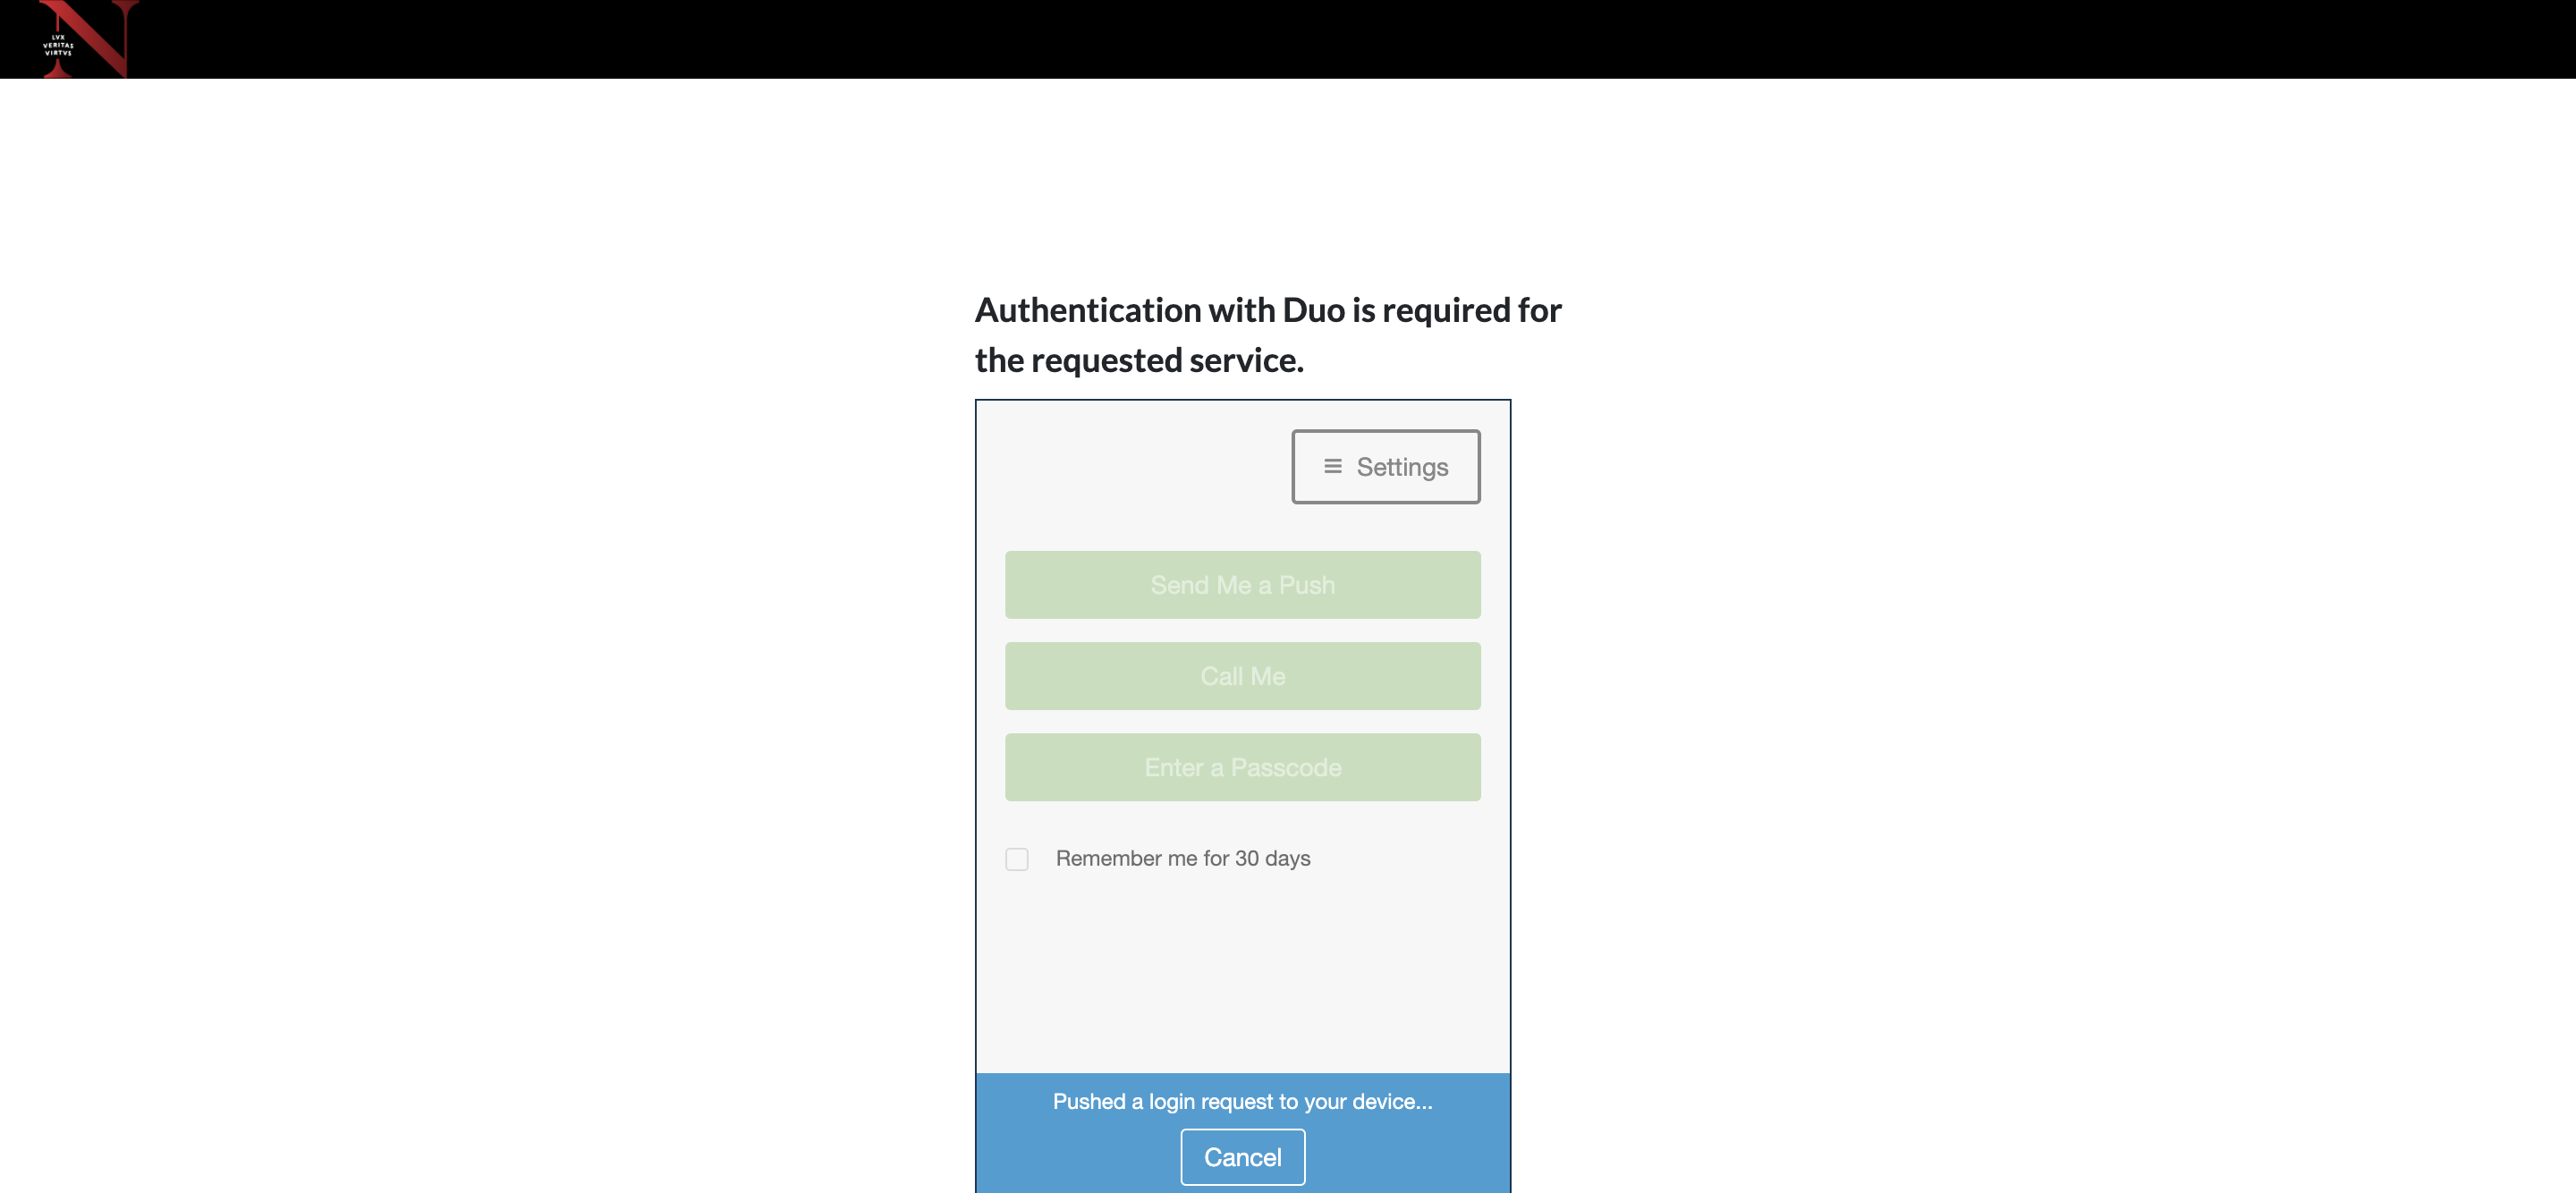 LVX
VERITAS
VIRTVS
Authentication with Duo is required for
the requested service.
Settings
Send Me a Push
Call Me
Enter a Passcode
Remember me for 30 days
Pushed a login request to your device...
Cancel